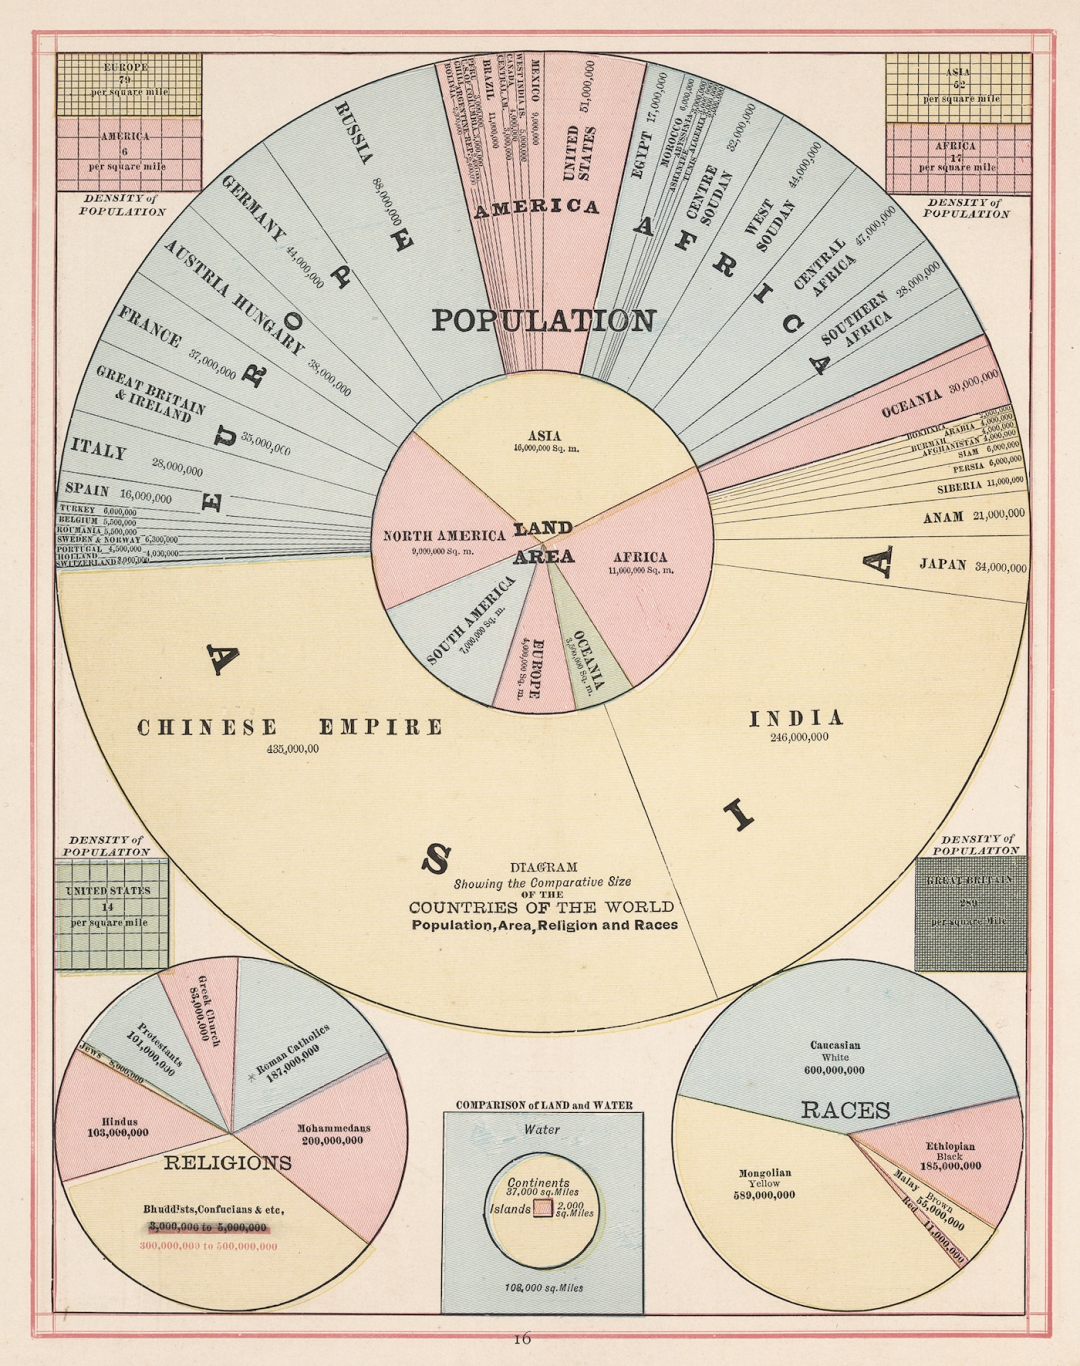 EUROPE
79
per square mile
AMERICA
6
per square mile
DENSITY of
POPULATION
ASIA
52
per square mile
AFRICA
17
per square mile
DENSITY of
POPULATION
POPULATION
AMERICA
BOLIVIA
CHILI
ARGENTINE REP.
PERU
BRAZIL 11,000,000
CENTRAL AM.
CANADA 4,000,000
WEST INDIA IS.
MEXICO 9,000,000
UNITED
STATES 51,000,000
AFRICA
EGYPT 17,000,000
MOROCCO 6,000,000
ABYSSINIA
ASHANTEE
TUNIS
ALGERIA
CENTRE
SOUDAN 32,000,000
WEST
SOUDAN 44,000,000
CENTRAL
AFRICA 47,000,000
SOUTHERN
AFRICA 28,000,000
OCEANIA 30,000,000
EUROPE
RUSSIA 88,000,000
GERMANY 44,000,000
AUSTRIA HUNGARY 38,000,000
FRANCE 37,000,000
GREAT BRITAIN
& IRELAND 35,000,000
ITALY 28,000,000
SPAIN 16,000,000
TURKEY 6,000,000
BELGIUM 5,500,000
ROUMANIA 5,500,000
SWEDEN & NORWAY 6,300,000
PORTUGAL 4,500,000
HOLLAND 4,000,000
SWITZERLAND
ASIA
BOKHARA
ARABIA 4,000,000
BURMAH 4,000,000
AFGHANISTAN 4,000,000
SIAM 6,000,000
PERSIA 6,000,000
SIBERIA 11,000,000
ANAM 21,000,000
JAPAN 34,000,000
INDIA
246,000,000
CHINESE EMPIRE
435,000,00
LAND
AREA
ASIA
16,000,000 Sq. m.
NORTH AMERICA
9,000,000 Sq. m.
AFRICA
11,000,000 Sq. m.
SOUTH AMERICA
7,000,000 Sq. m.
EUROPE
4,000,000 Sq. m.
OCEANIA
3,500,000 Sq. m.
DIAGRAM
Showing the Comparative Size
OF THE
COUNTRIES OF THE WORLD
Population, Area, Religion and Races
DENSITY of
POPULATION
UNITED STATES
14
per square mile
DENSITY of
POPULATION
GREAT BRITAIN
289
per square Mile
RELIGIONS
Greek Church
83,000,000
Roman Catholics
187,000,000
Protestants
101,000,000
Jews 8,000,000
Hindus
103,000,000
Mohammedans
200,000,000
Bhuddists, Confucians & etc,
3,000,000 to 5,000,000
300,000,000 to 500,000,000
COMPARISON of LAND and WATER
Water
Continents
37,000 sq. Miles
Islands
2,000
sq. Miles
108,000 sq. Miles
RACES
Caucasian
White
600,000,000
Ethiopian
Black
185,000,000
Malay Brown
55,000,000
Red 11,000,000
Mongolian
Yellow
589,000,000
16